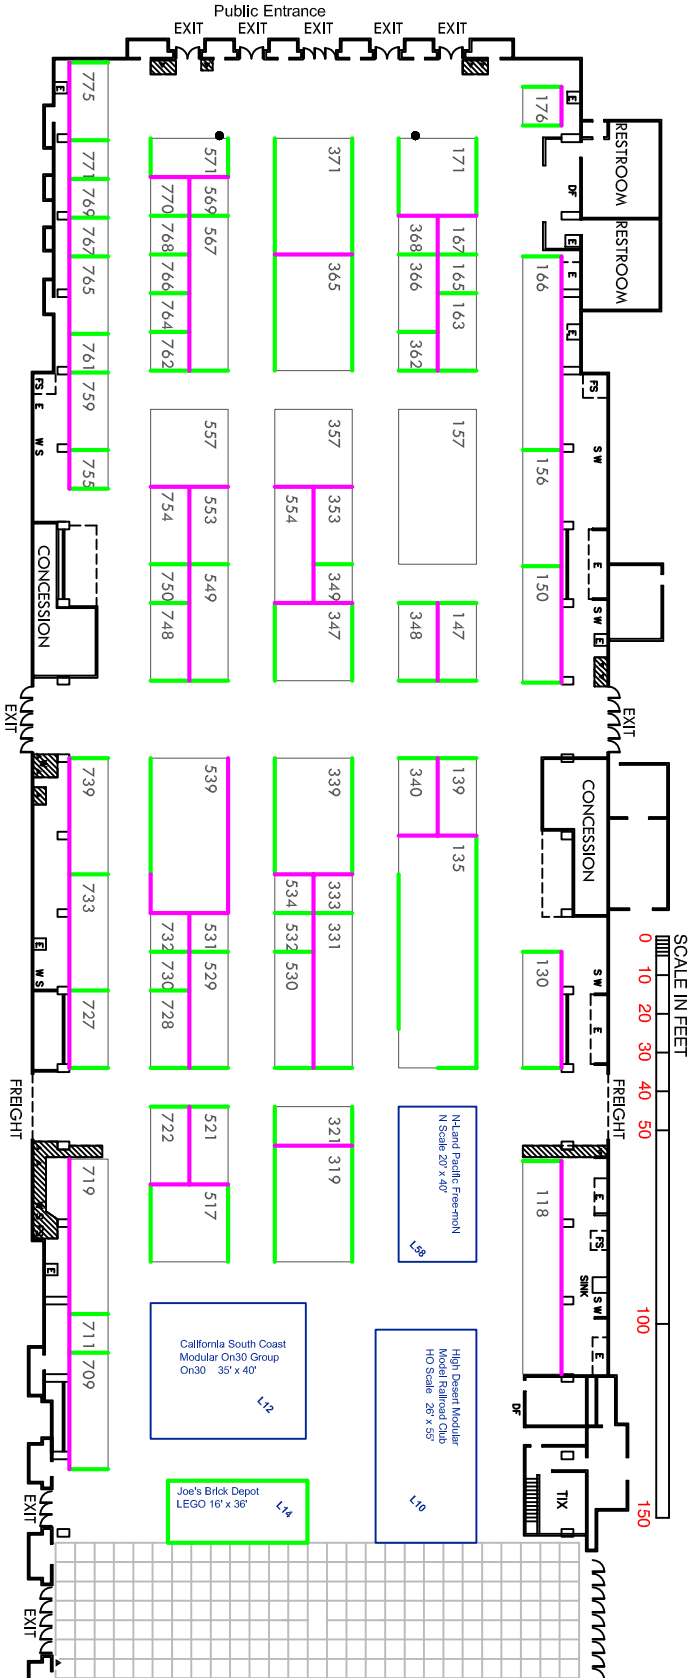 Public Entrance
EXIT
EXIT
EXIT
EXIT
EXIT
775
E
176
E
RESTROOM
571
371
171
771
769
770
569
DF
767
768
567
368
167
E
RESTROOM
765
766
365
366
165
166
E
764
163
761
762
362
E
759
FS
E
FS
557
357
157
W S
755
156
S W
754
553
554
353
CONCESSION
750
549
349
150
E
748
347
348
147
S W
E
EXIT
EXIT
739
539
339
340
139
CONCESSION
135
733
534
333
E
732
531
532
331
SCALE IN FEET
0
10
20
30
40
50
100
150
W S
730
529
530
130
S W
727
728
E
FREIGHT
FREIGHT
722
521
321
N-Land Pacific Free-moN
N Scale 20' x 40'
L58
719
517
319
118
E
W S
FS
E
SINK
S W
711
E
709
California South Coast
Modular On30 Group
On30 35' x 40'
L12
High Desert Modular
Model Railroad Club
HO Scale 26' x 55'
L10
DF
TIX
Joe's Brick Depot
LEGO 16' x 36'
L14
EXIT
EXIT